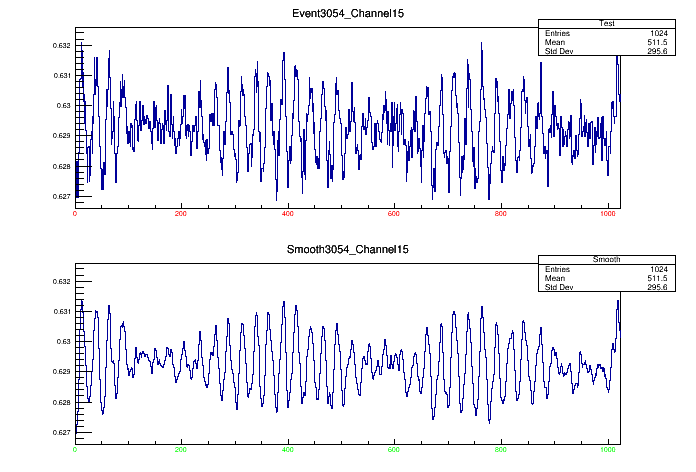 Event3054_Channel15
Test
Entries 1024
Mean 511.5
Std Dev 295.6
0.632
0.631
0.63
0.629
0.628
0.627
0 200 400 600 800 1000
Smooth3054_Channel15
Smooth
Entries 1024
Mean 511.5
Std Dev 295.6
0.632
0.631
0.63
0.629
0.628
0.627
0 200 400 600 800 1000